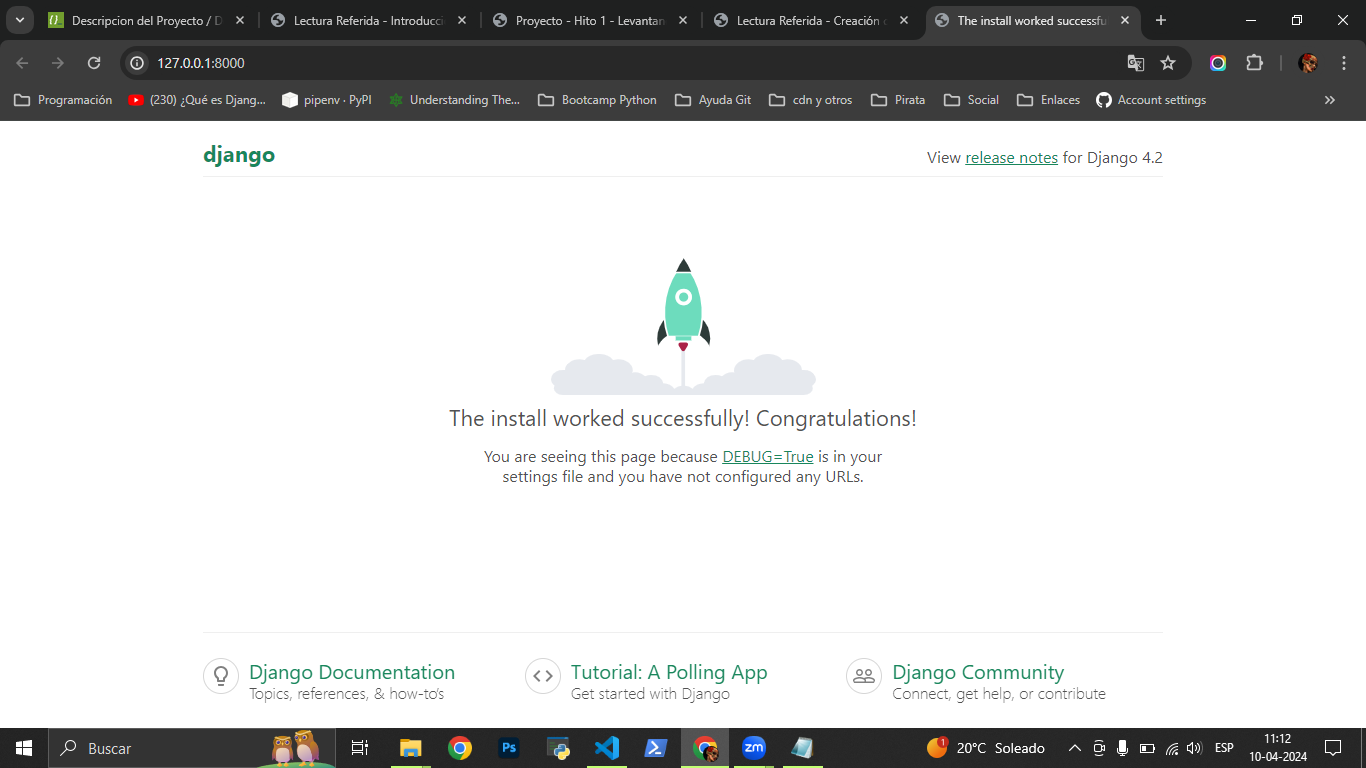 Descripcion del Proyecto / D
Lectura Referida - Introducci
Proyecto - Hito 1 - Levantan
Lectura Referida - Creación d
The install worked successfu
127.0.0.1:8000
Programación
(230) ¿Qué es Djang...
pipenv · PyPI
Understanding The...
Bootcamp Python
Ayuda Git
cdn y otros
Pirata
Social
Enlaces
Account settings
django
View release notes for Django 4.2
The install worked successfully! Congratulations!
You are seeing this page because DEBUG=True is in your
settings file and you have not configured any URLs.
Django Documentation
Topics, references, & how-to's
Tutorial: A Polling App
Get started with Django
Django Community
Connect, get help, or contribute
Buscar
Ps
zm
1
20°C Soleado
ESP
11:12
10-04-2024